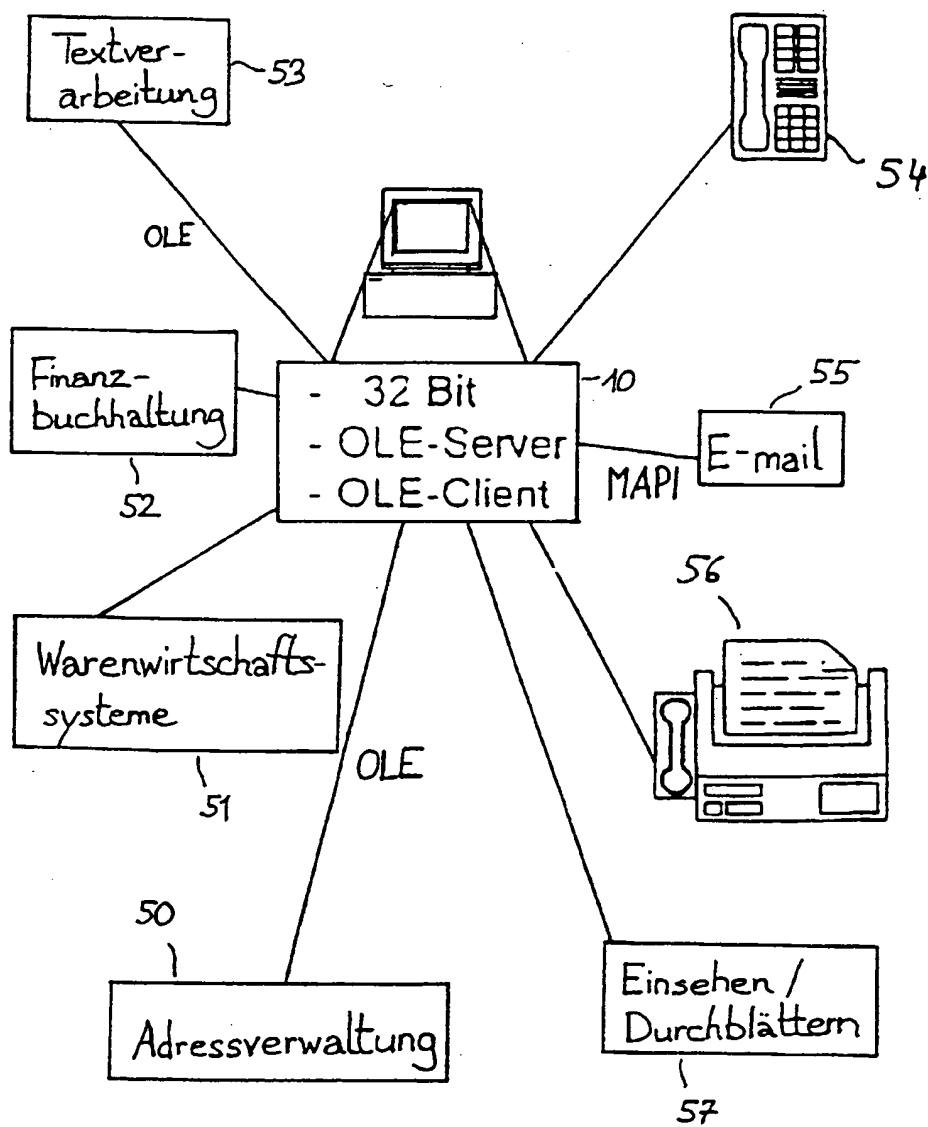 Textver-
arbeitung
53
54
OLE
Finanz-
buchhaltung
52
- 32 Bit
- OLE-Server
- OLE-Client
10
55
E-mail
MAPI
56
Warenwirtschafts-
systeme
51
OLE
50
Adressverwaltung
Einsehen /
Durchblättern
57